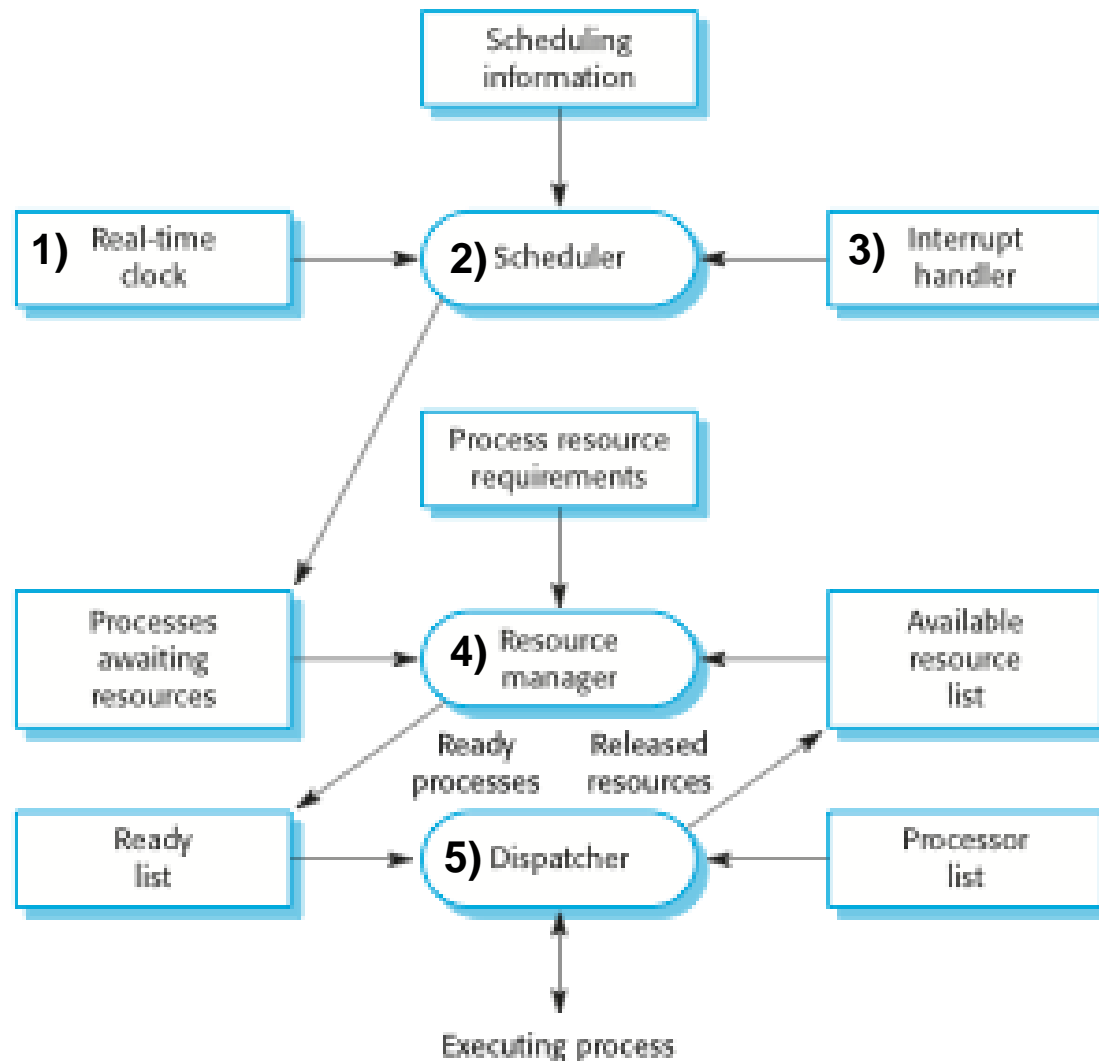 Scheduling
information
1) Real-time
clock
2) Scheduler
3) Interrupt
handler
Process resource
requirements
Processes
awaiting
resources
4) Resource
manager
Available
resource
list
Ready
processes
Released
resources
Ready
list
5) Dispatcher
Processor
list
Executing process